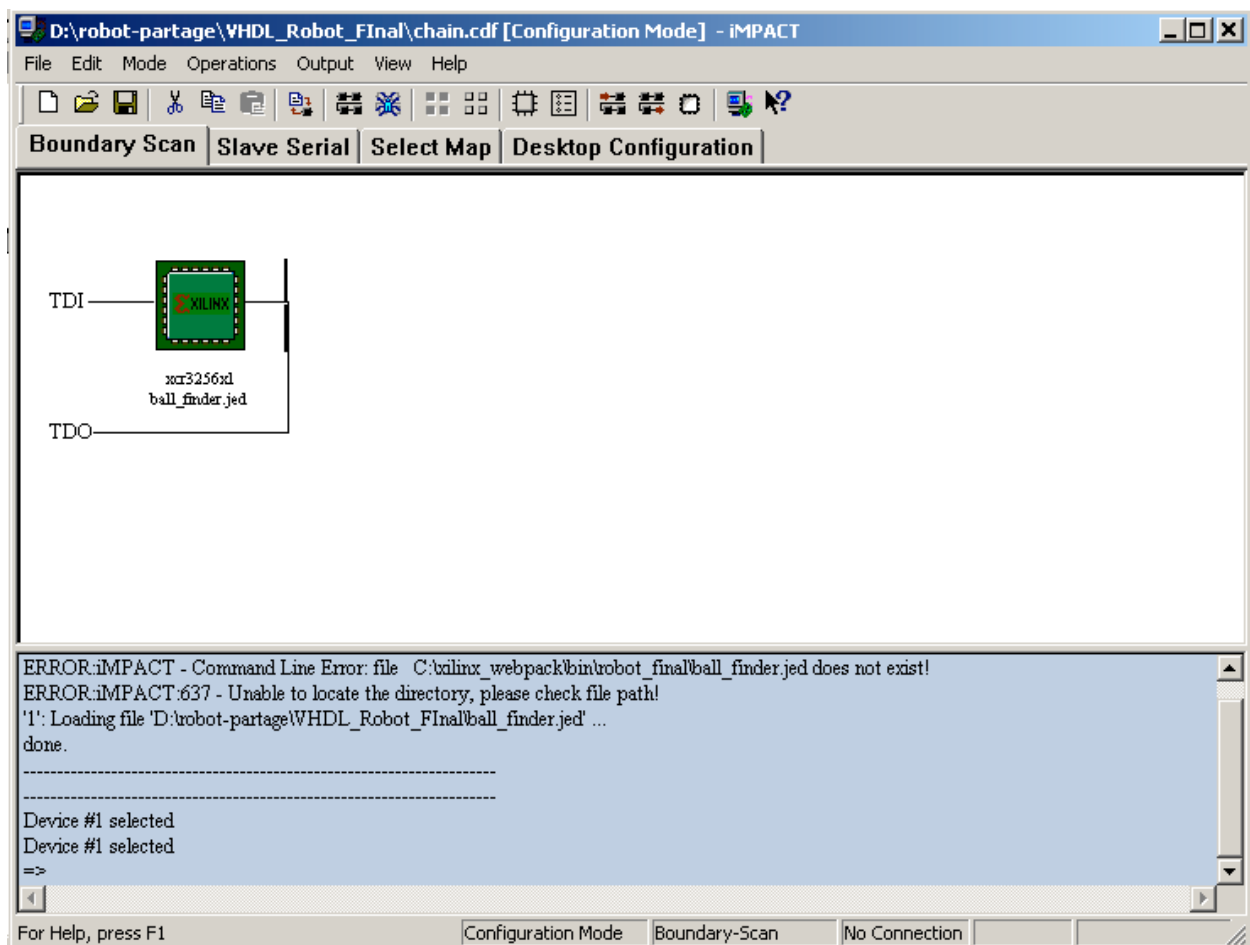 D:\robot-partage\VHDL_Robot_FInal\chain.cdf [Configuration Mode] - iMPACT
File Edit Mode Operations Output View Help
Boundary Scan Slave Serial Select Map Desktop Configuration
TDI
XILINX
xcr3256xl
ball_finder.jed
TDO
ERROR:iMPACT - Command Line Error: file C:\xilinx_webpack\bin\robot_final\ball_finder.jed does not exist!
ERROR:iMPACT:637 - Unable to locate the directory, please check file path!
'1': Loading file 'D:\robot-partage\VHDL_Robot_FInal\ball_finder.jed' ...
done.
----------------------------------------------------------------------
----------------------------------------------------------------------
Device #1 selected
Device #1 selected
=>
For Help, press F1 Configuration Mode Boundary-Scan No Connection